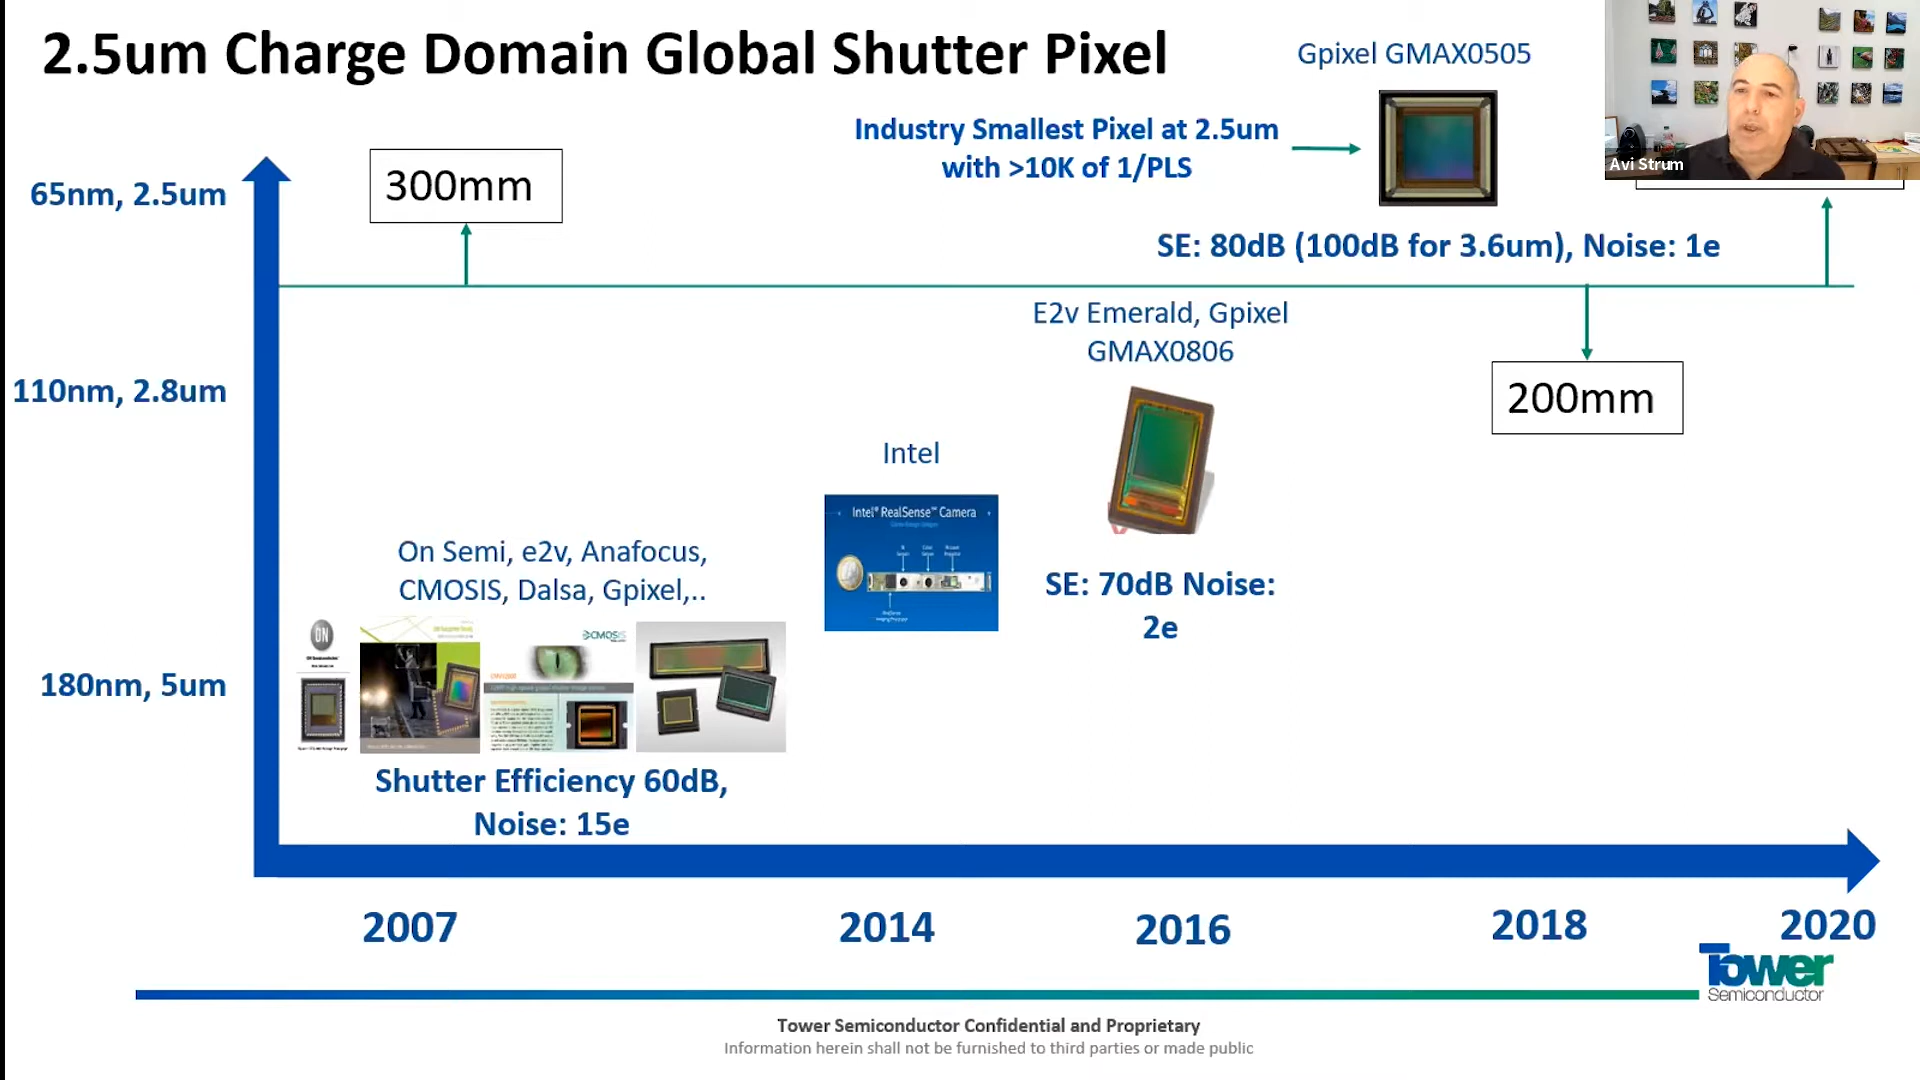 2.5um Charge Domain Global Shutter Pixel
Gpixel GMAX0505
Industry Smallest Pixel at 2.5um
with >10K of 1/PLS
Avi Strum
65nm, 2.5um
300mm
SE: 80dB (100dB for 3.6um), Noise: 1e
E2v Emerald, Gpixel
GMAX0806
110nm, 2.8um
200mm
Intel
Intel® RealSense™ Camera
On Semi, e2v, Anafocus,
CMOSIS, Dalsa, Gpixel,..
SE: 70dB Noise:
2e
ON
CMOSIS
180nm, 5um
Shutter Efficiency 60dB,
Noise: 15e
2007
2014
2016
2018
2020
Tower
Semiconductor
Tower Semiconductor Confidential and Proprietary
Information herein shall not be furnished to third parties or made public